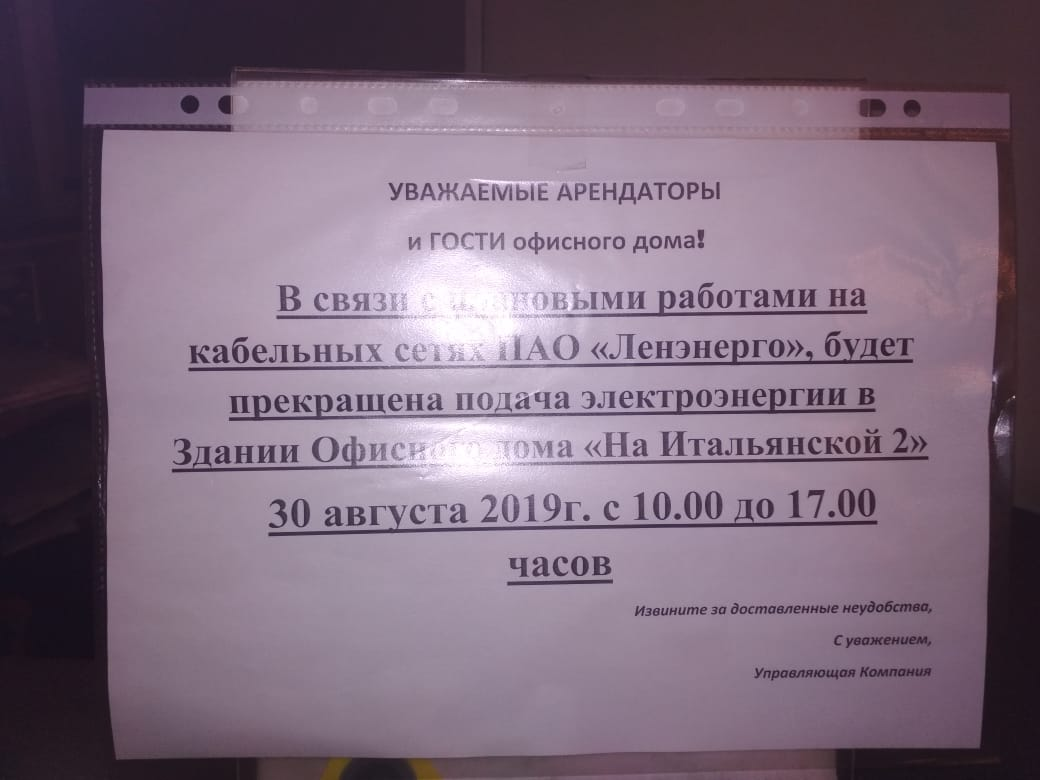 УВАЖАЕМЫЕ АРЕНДАТОРЫ
и ГОСТИ офисного дома!
В связи с плановыми работами на
кабельных сетях ПАО «Ленэнерго», будет
прекращена подача электроэнергии в
Здании Офисного дома «На Итальянской 2»
30 августа 2019г. с 10.00 до 17.00
часов
Извините за доставленные неудобства,
С уважением,
Управляющая Компания